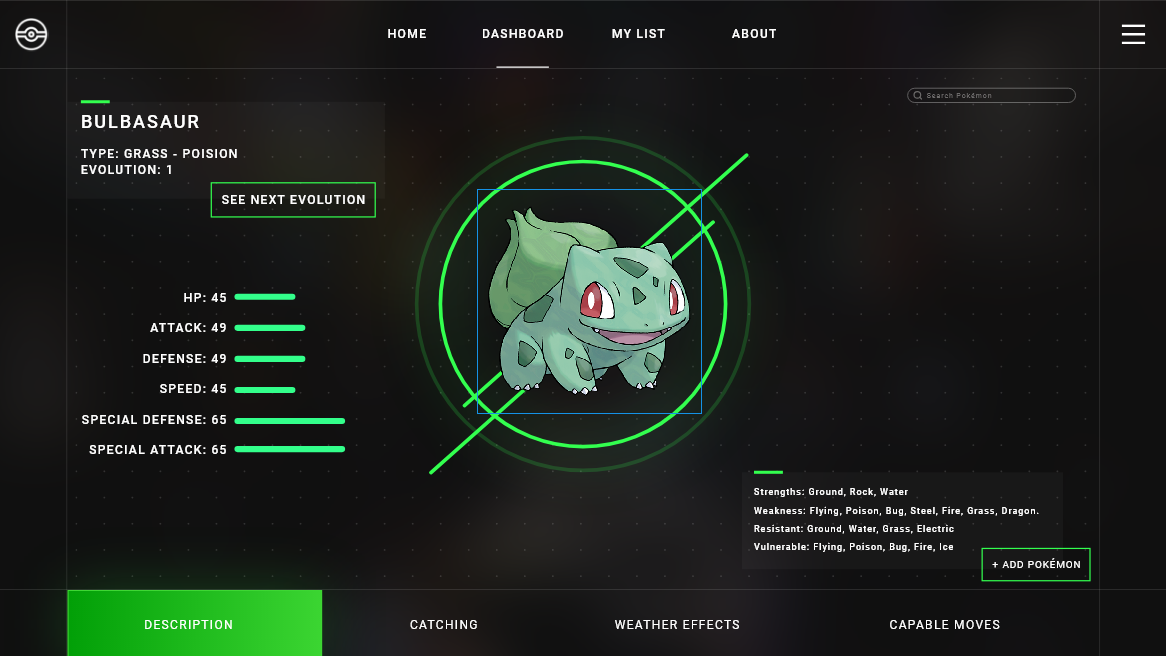 HOME DASHBOARD MY LIST ABOUT
Search Pokémon
BULBASAUR
TYPE: GRASS - POISION
EVOLUTION: 1
SEE NEXT EVOLUTION
HP: 45
ATTACK: 49
DEFENSE: 49
SPEED: 45
SPECIAL DEFENSE: 65
SPECIAL ATTACK: 65
Strengths: Ground, Rock, Water
Weakness: Flying, Poison, Bug, Steel, Fire, Grass, Dragon.
Resistant: Ground, Water, Grass, Electric
Vulnerable: Flying, Poison, Bug, Fire, Ice
+ ADD POKÉMON
DESCRIPTION CATCHING WEATHER EFFECTS CAPABLE MOVES